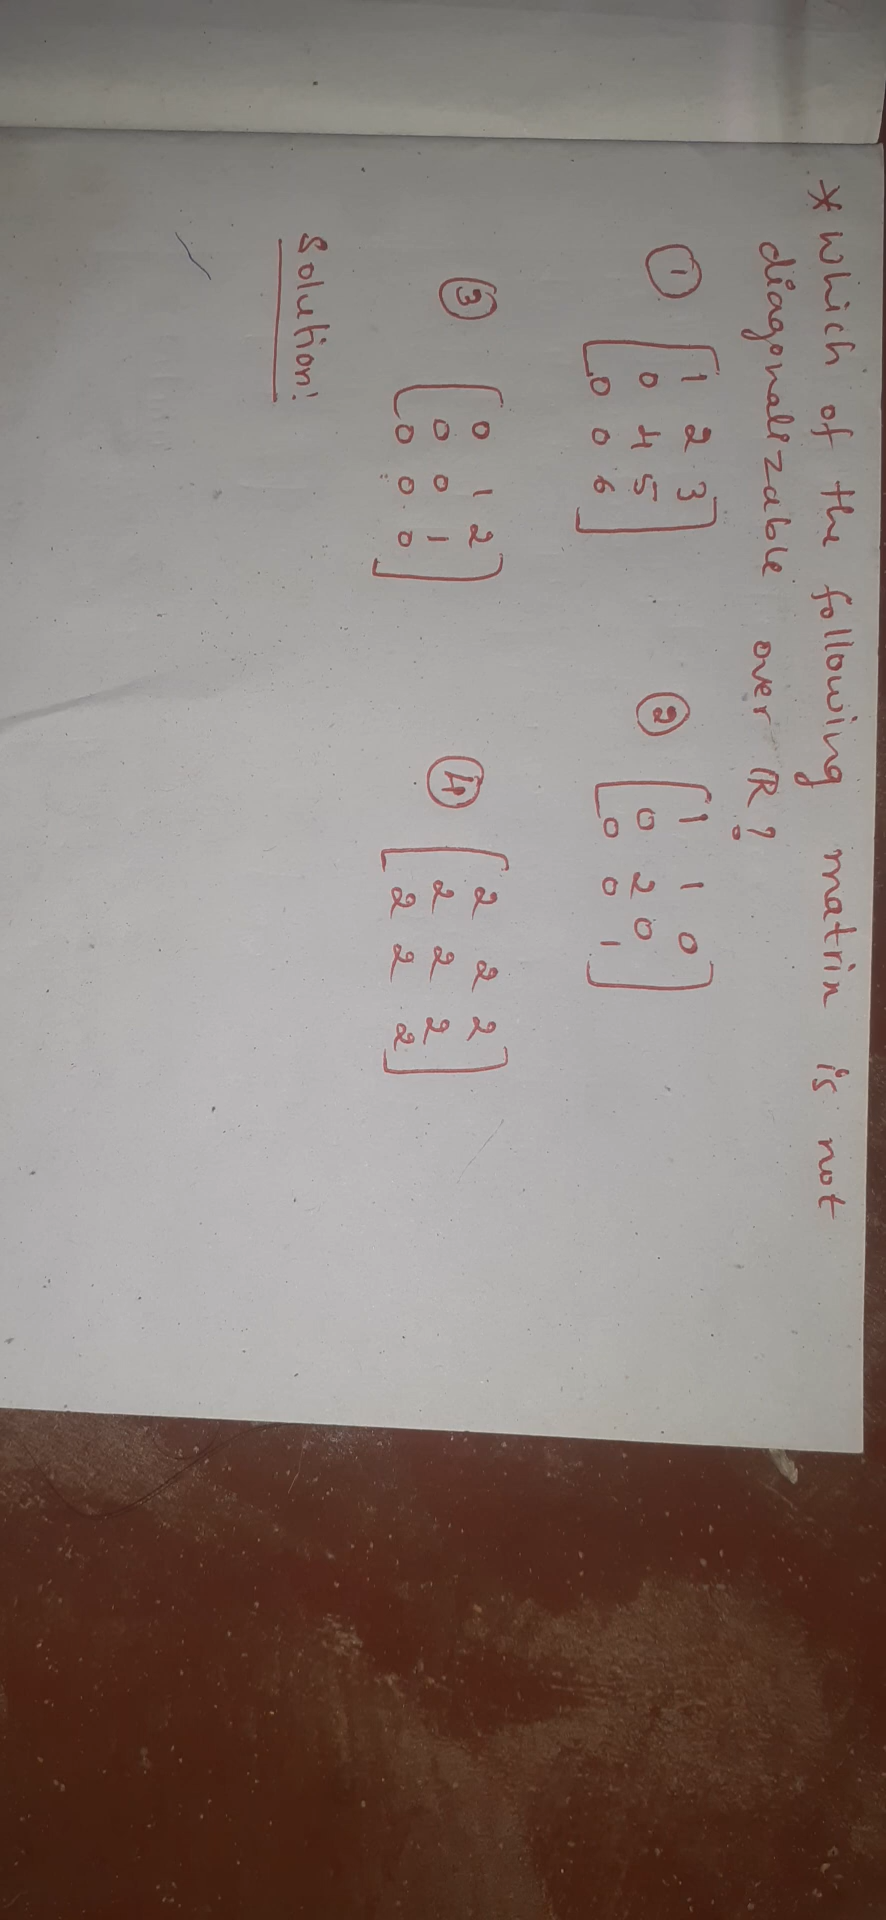 * Which of the following matrix is not
diagonalizable over ℝ?
① [1 2 3 ② [1 1 0
0 4 5 0 2 0
0 0 6] 0 0 1]
③ [0 1 2 ④ [2 2 2
0 0 1 2 2 2
0 0 0] 2 2 2]
Solution: